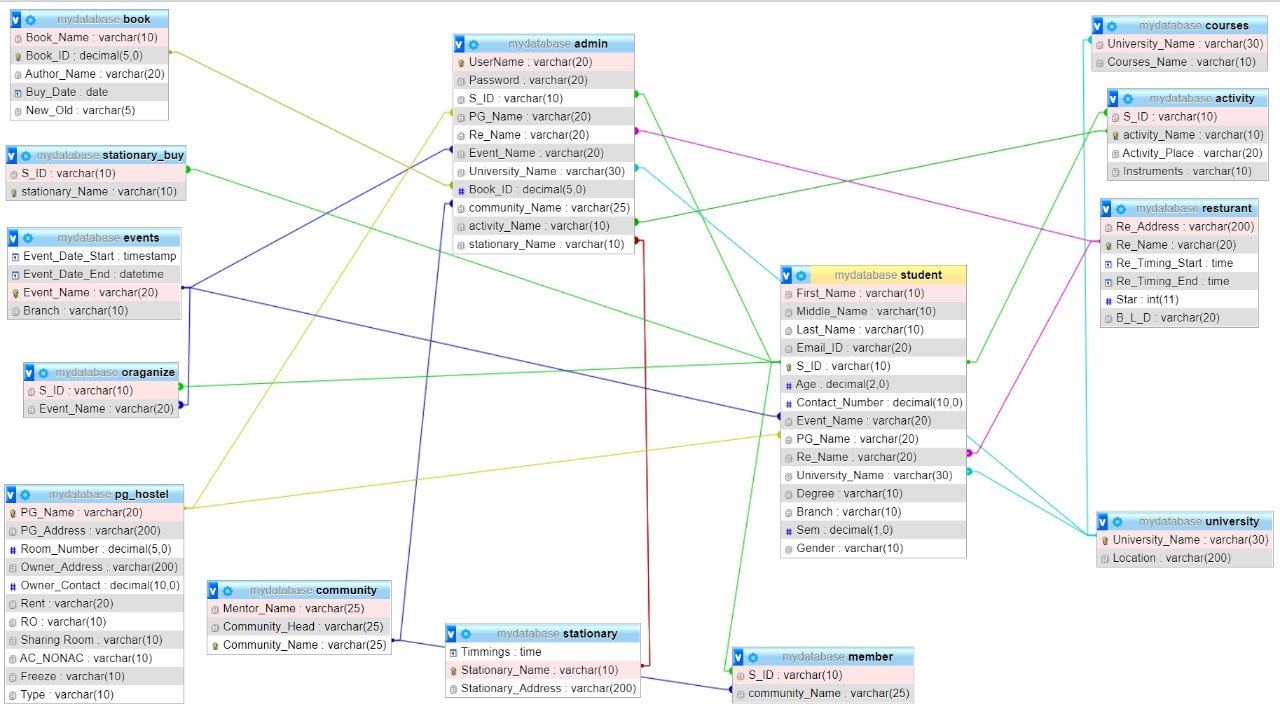 mydatabase book
Book_Name : varchar(10)
Book_ID : decimal(5,0)
Author_Name : varchar(20)
Buy_Date : date
New_Old : varchar(5)
mydatabase stationary_buy
S_ID : varchar(10)
stationary_Name : varchar(10)
mydatabase events
Event_Date_Start : timestamp
Event_Date_End : datetime
Event_Name : varchar(20)
Branch : varchar(10)
mydatabase oraganize
S_ID : varchar(10)
Event_Name : varchar(20)
mydatabase pg_hostel
PG_Name : varchar(20)
PG_Address : varchar(200)
Room_Number : decimal(5,0)
Owner_Address : varchar(200)
Owner_Contact : decimal(10,0)
Rent : varchar(20)
RO : varchar(10)
Sharing Room : varchar(10)
AC_NONAC : varchar(10)
Freeze : varchar(10)
Type : varchar(10)
mydatabase community
Mentor_Name : varchar(25)
Community_Head : varchar(25)
Community_Name : varchar(25)
mydatabase admin
UserName : varchar(20)
Password : varchar(20)
S_ID : varchar(10)
PG_Name : varchar(20)
Re_Name : varchar(20)
Event_Name : varchar(20)
University_Name : varchar(30)
Book_ID : decimal(5,0)
community_Name : varchar(25)
activity_Name : varchar(10)
stationary_Name : varchar(10)
mydatabase stationary
Timmings : time
Stationary_Name : varchar(10)
Stationary_Address : varchar(200)
mydatabase student
First_Name : varchar(10)
Middle_Name : varchar(10)
Last_Name : varchar(10)
Email_ID : varchar(20)
S_ID : varchar(10)
Age : decimal(2,0)
Contact_Number : decimal(10,0)
Event_Name : varchar(20)
PG_Name : varchar(20)
Re_Name : varchar(20)
University_Name : varchar(30)
Degree : varchar(10)
Branch : varchar(10)
Sem : decimal(1,0)
Gender : varchar(10)
mydatabase member
S_ID : varchar(10)
community_Name : varchar(25)
mydatabase courses
University_Name : varchar(30)
Courses_Name : varchar(10)
mydatabase activity
S_ID : varchar(10)
activity_Name : varchar(10)
Activity_Place : varchar(20)
Instruments : varchar(10)
mydatabase resturant
Re_Address : varchar(200)
Re_Name : varchar(20)
Re_Timing_Start : time
Re_Timing_End : time
Star : int(11)
B_L_D : varchar(20)
mydatabase university
University_Name : varchar(30)
Location : varchar(200)